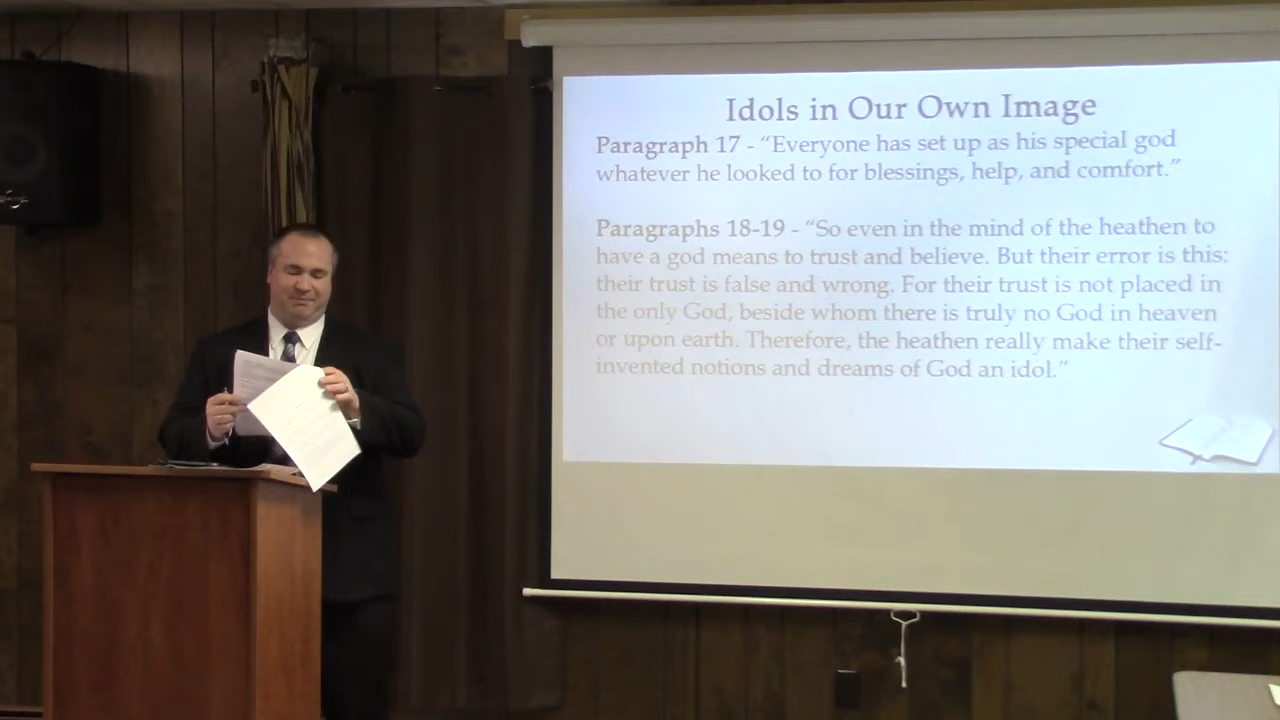 Idols in Our Own Image
Paragraph 17 - “Everyone has set up as his special god
whatever he looked to for blessings, help, and comfort.”
Paragraphs 18-19 - “So even in the mind of the heathen to
have a god means to trust and believe. But their error is this:
their trust is false and wrong. For their trust is not placed in
the only God, beside whom there is truly no God in heaven
or upon earth. Therefore, the heathen really make their self-
invented notions and dreams of God an idol.”